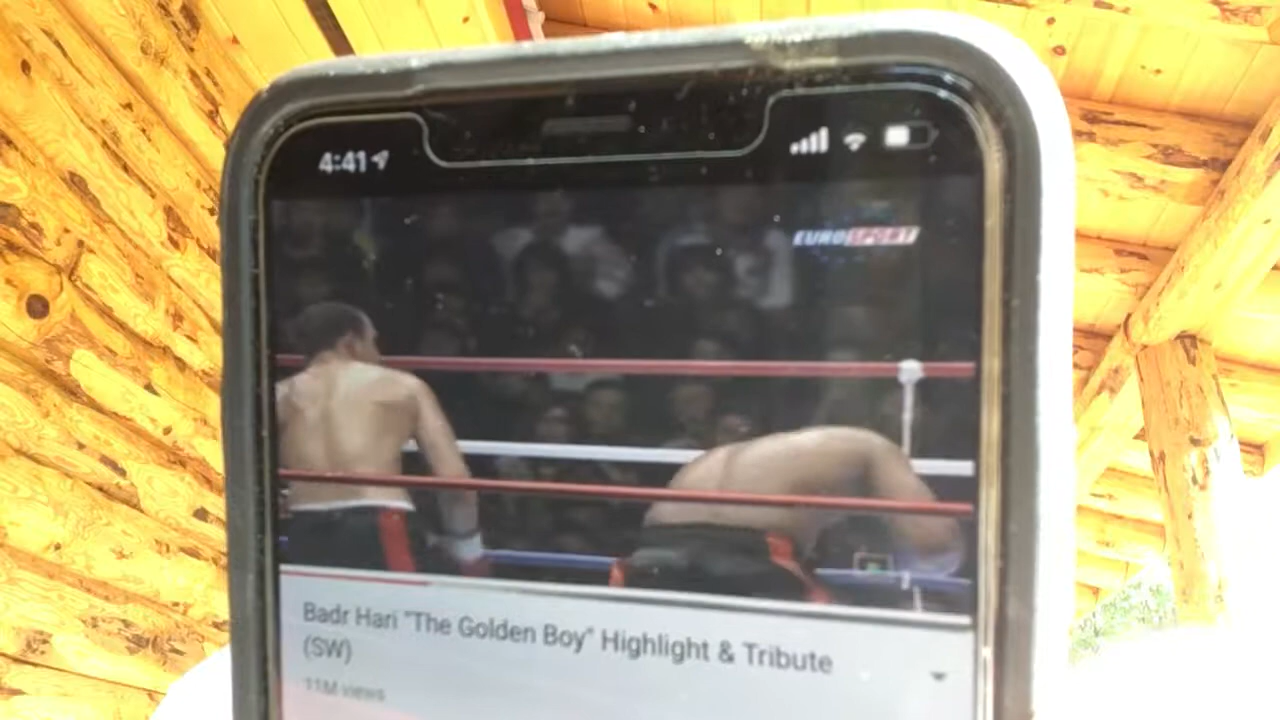 4:41
EUROSPORT
Badr Hari "The Golden Boy" Highlight & Tribute
(SW)
11M views